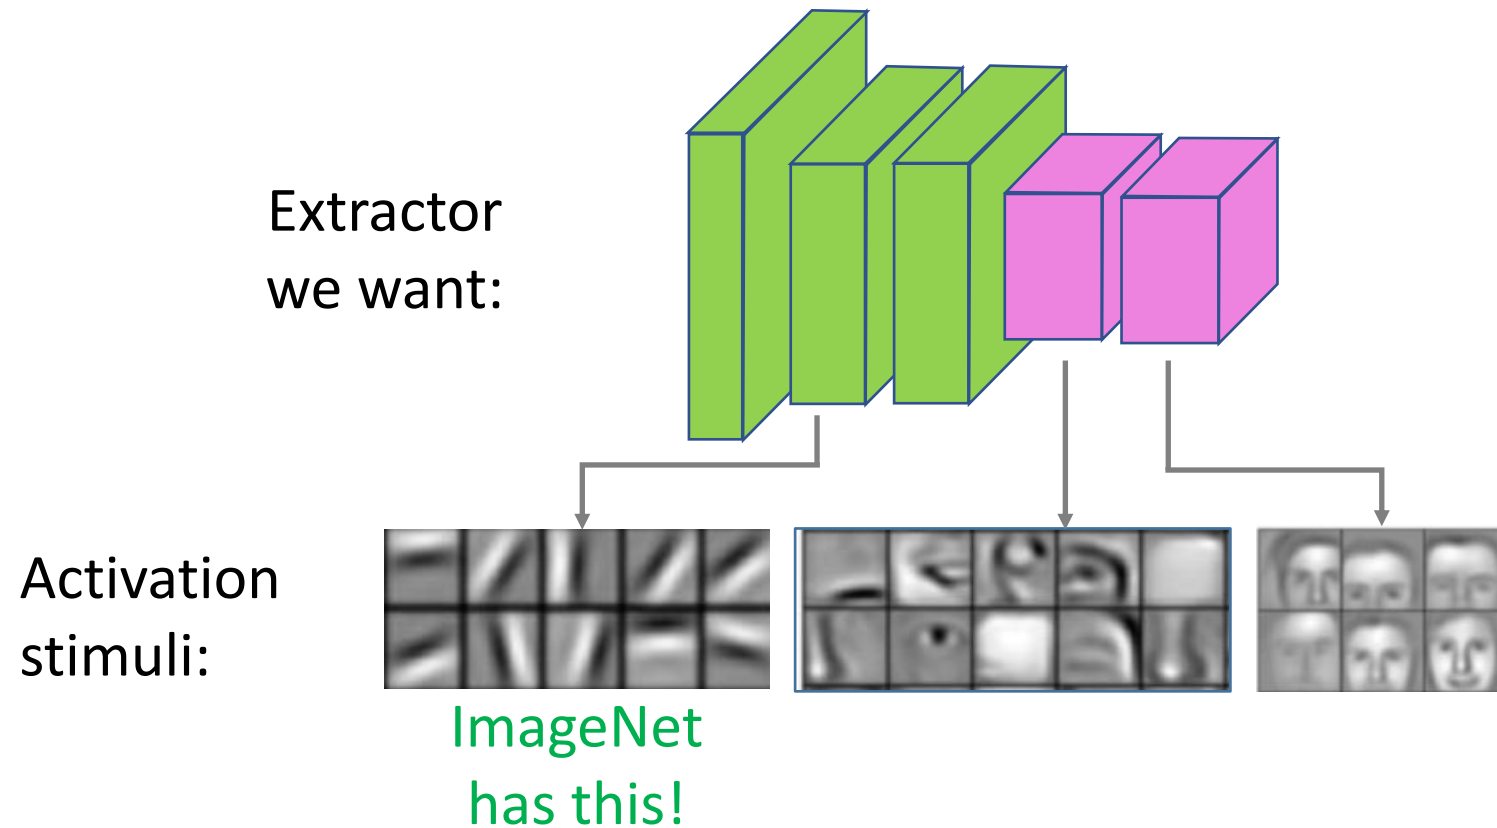 Extractor
we want:
Activation
stimuli:
ImageNet
has this!